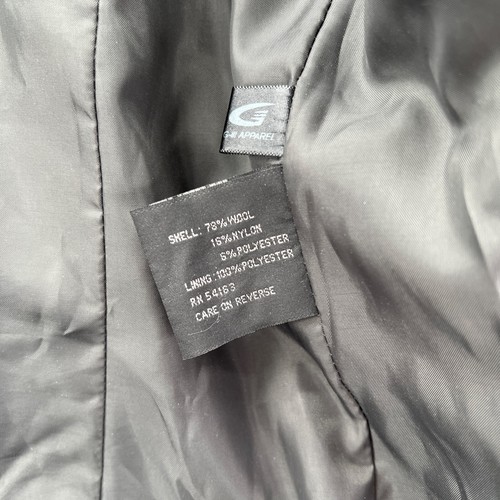 G-III APPAREL
SHELL: 78%WOOL
16%NYLON
6%POLYESTER
LINING:100%POLYESTER
RN 54163
CARE ON REVERSE